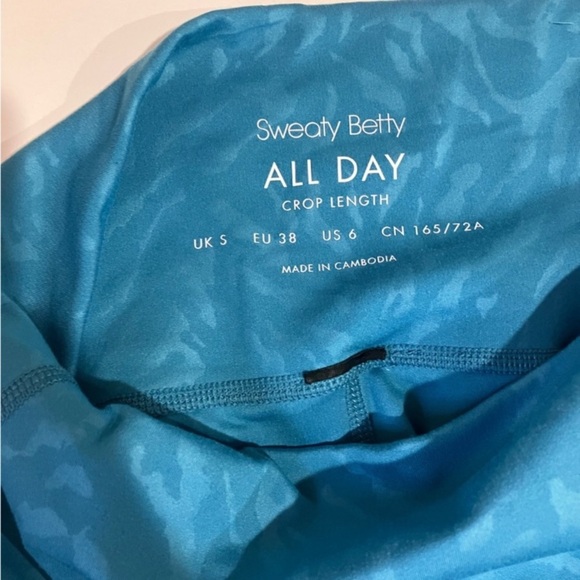 Sweaty Betty
ALL DAY
CROP LENGTH
UK S EU 38 US 6 CN 165/72A
MADE IN CAMBODIA